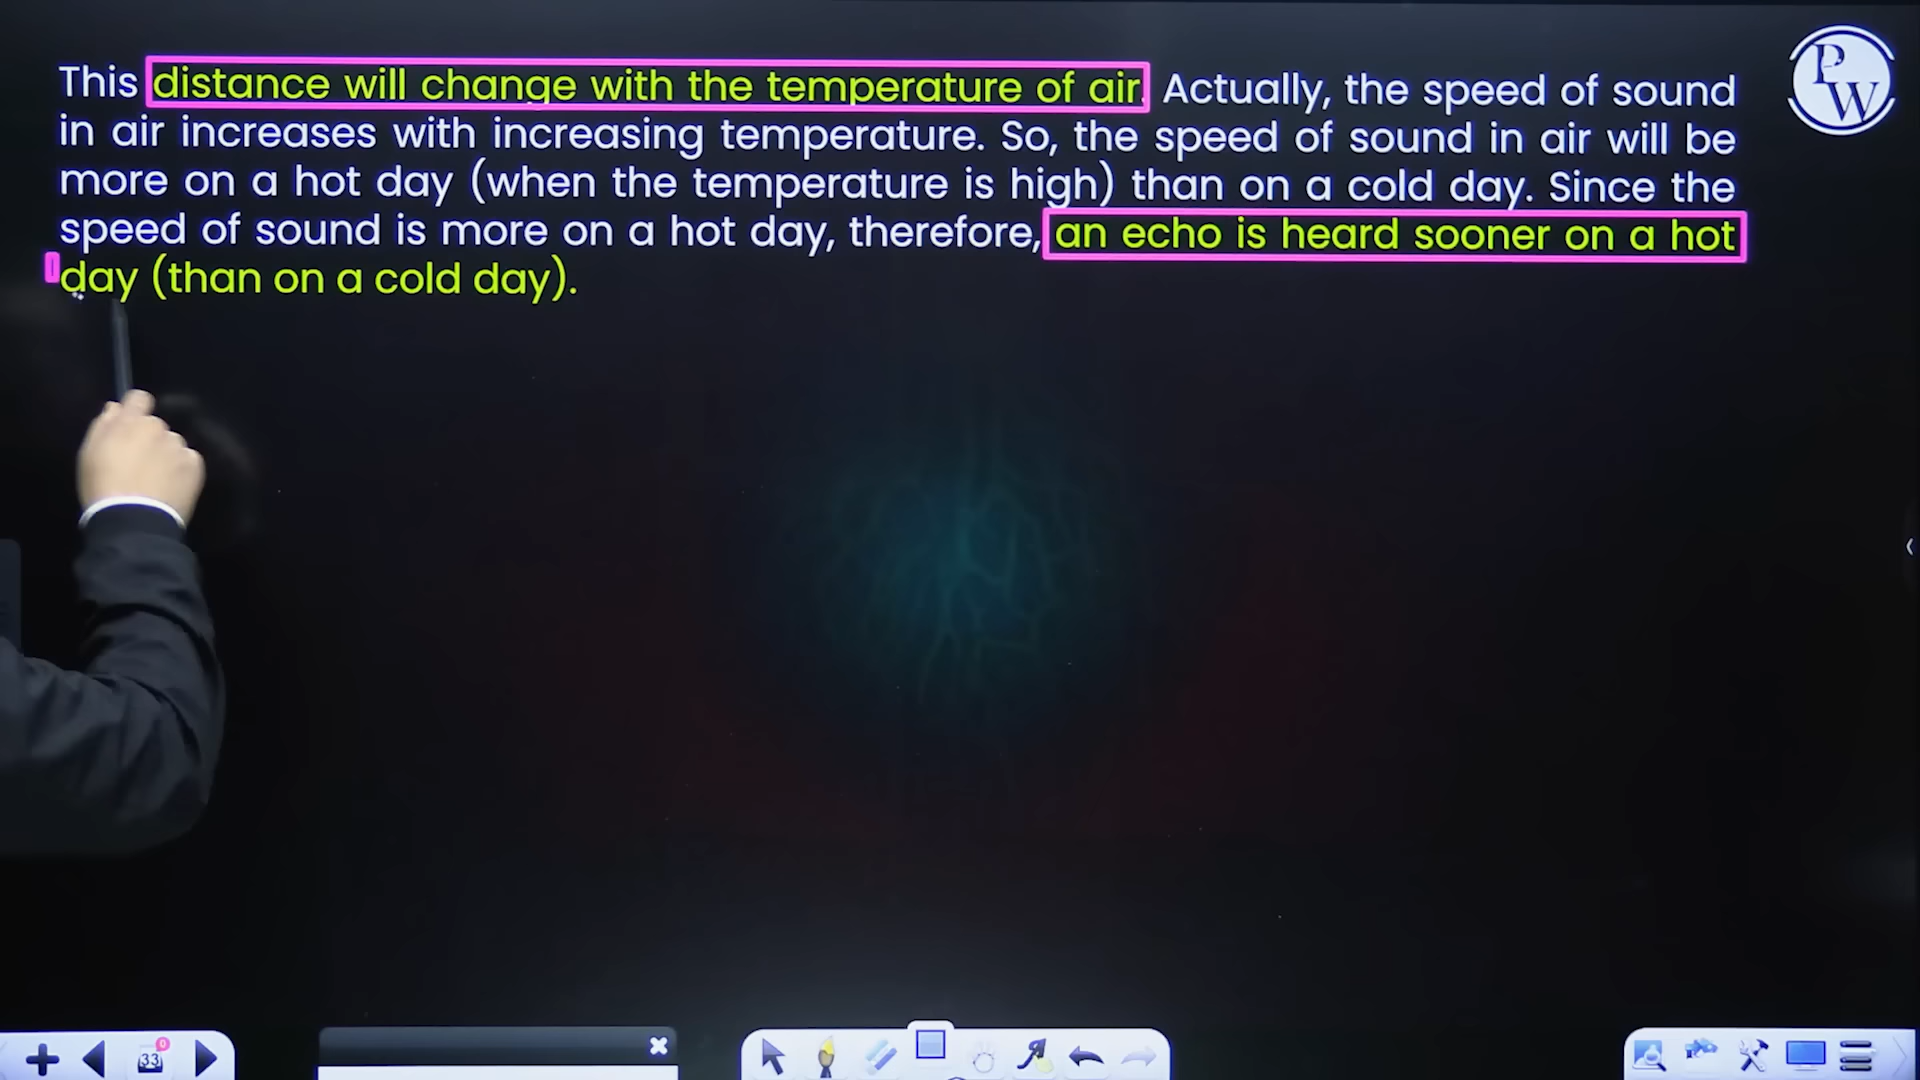 This distance will change with the temperature of air. Actually, the speed of sound
in air increases with increasing temperature. So, the speed of sound in air will be
more on a hot day (when the temperature is high) than on a cold day. Since the
speed of sound is more on a hot day, therefore, an echo is heard sooner on a hot
day (than on a cold day).
PW
33
0